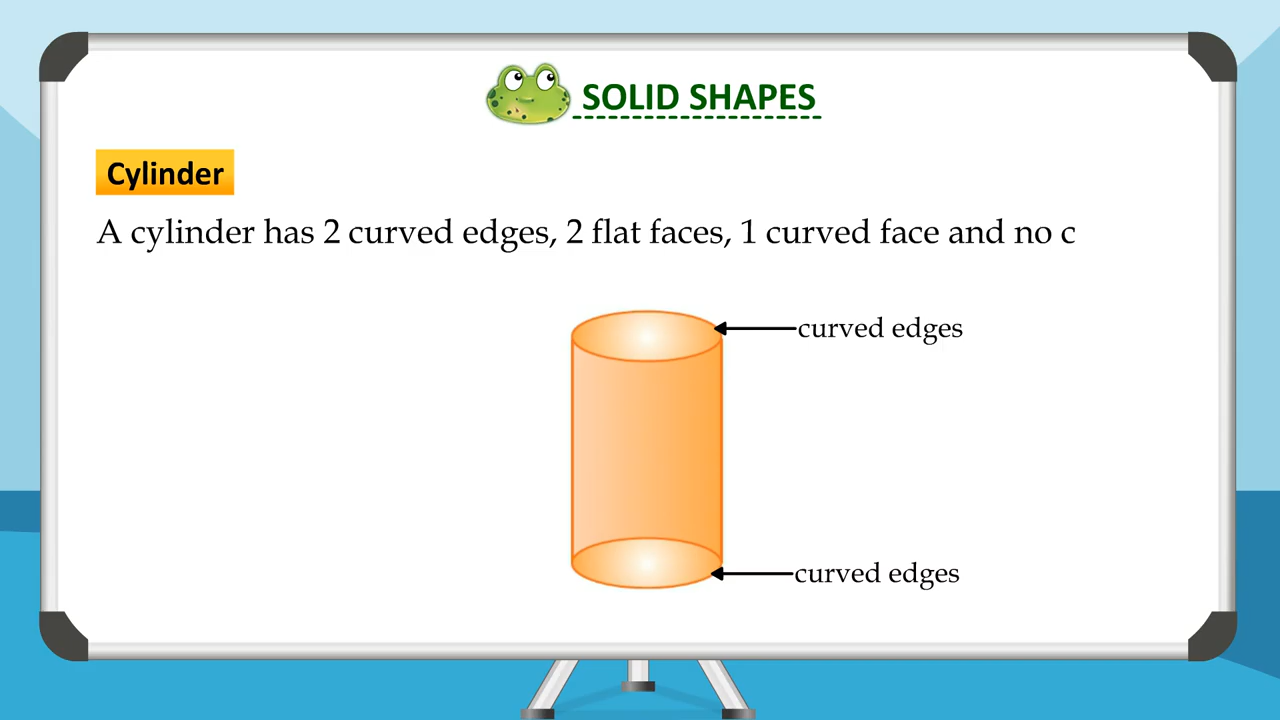 SOLID SHAPES
Cylinder
A cylinder has 2 curved edges, 2 flat faces, 1 curved face and no c
curved edges
curved edges